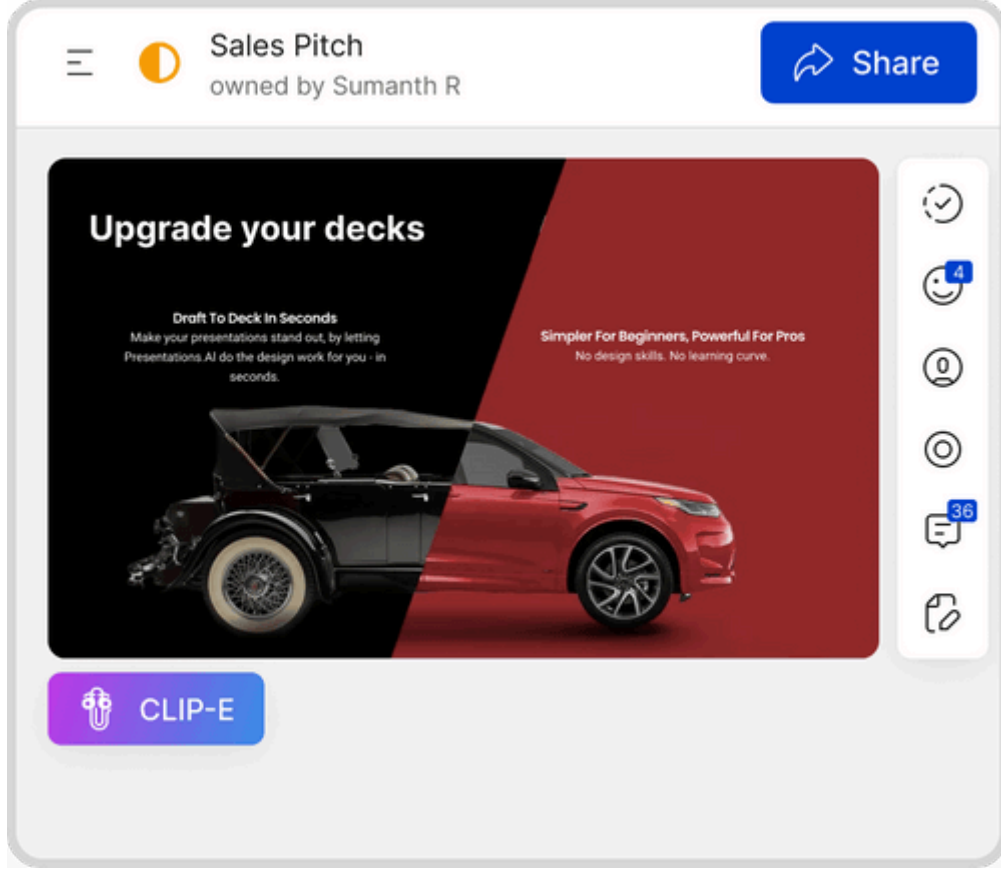 Sales Pitch
owned by Sumanth R
Share
Upgrade your decks
Draft To Deck In Seconds
Make your presentations stand out, by letting
Presentations.AI do the design work for you - in
seconds.
Simpler For Beginners, Powerful For Pros
No design skills. No learning curve.
4
0
36
CLIP-E